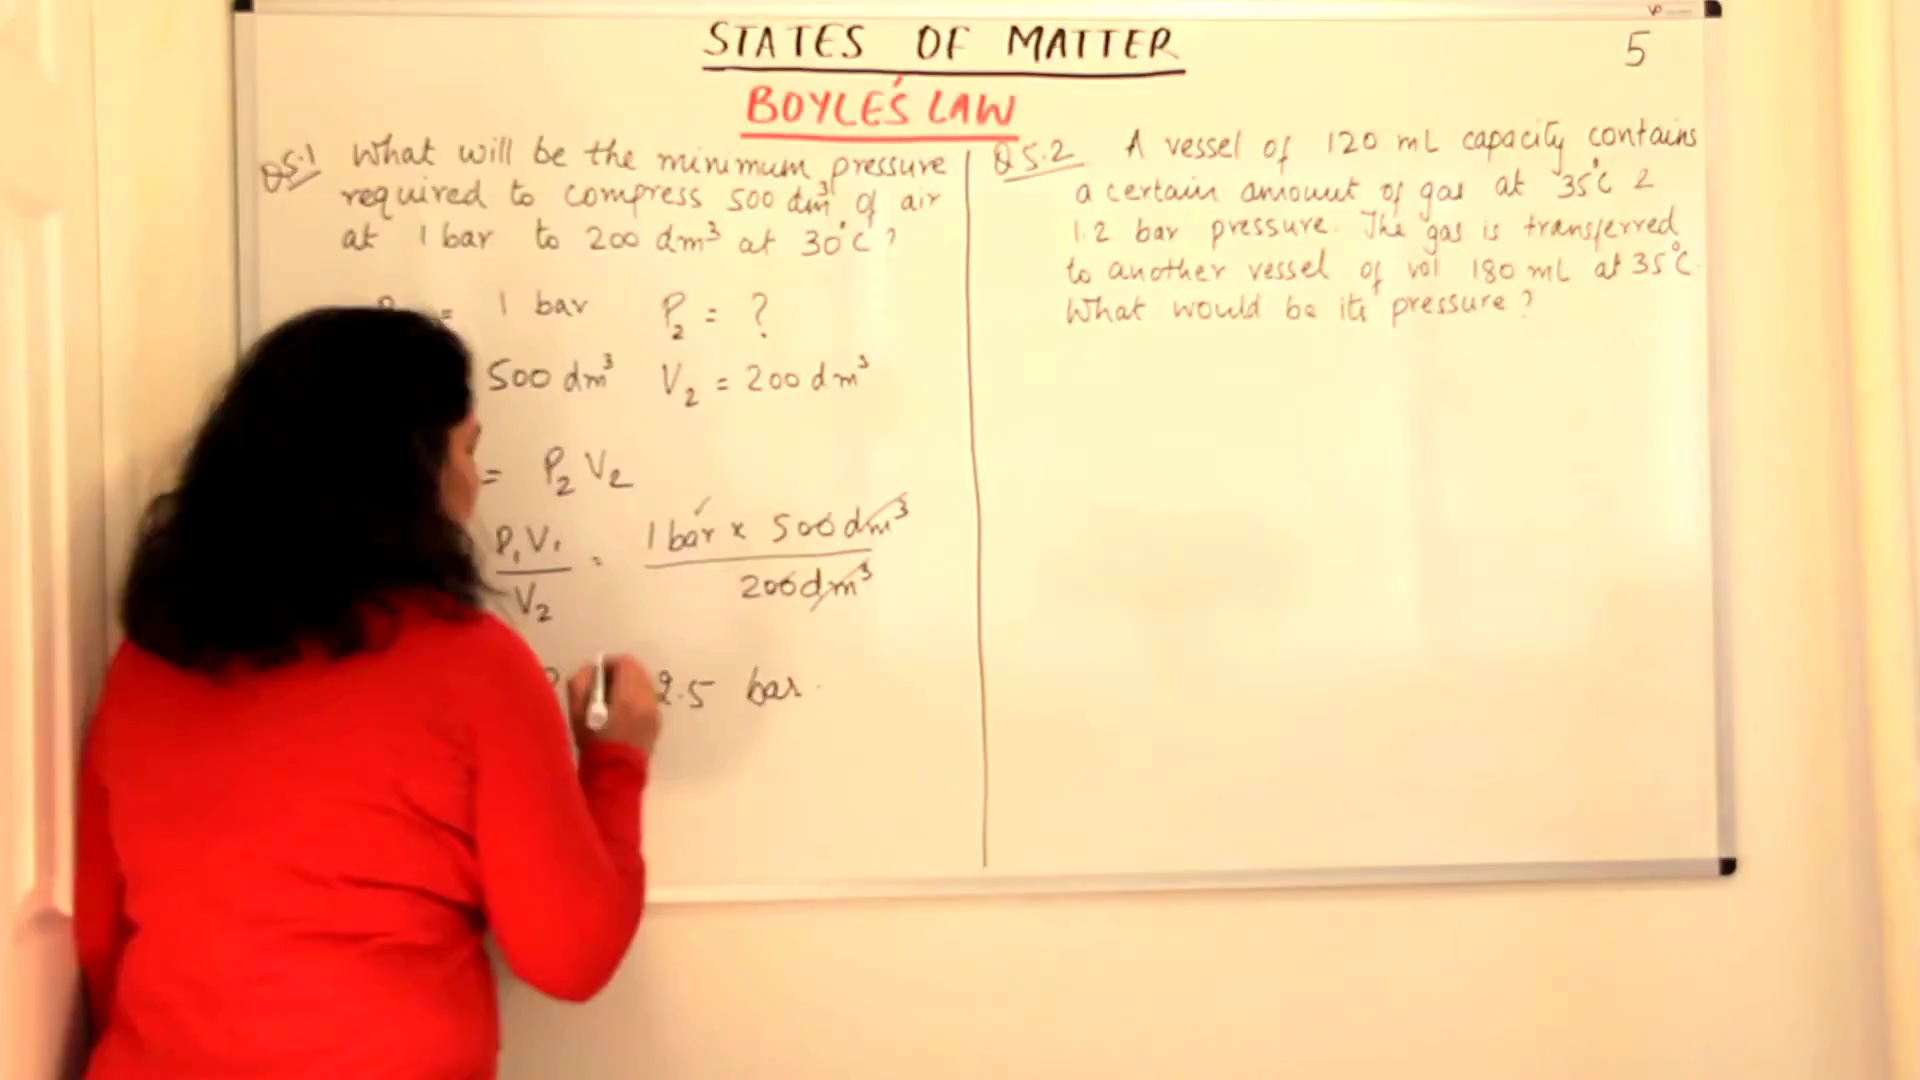 STATES OF MATTER
5
BOYLE'S LAW
Q5.1 What will be the minimum pressure
required to compress 500 dm³ of air
at 1 bar to 200 dm³ at 30°C?
= 1 bar P₂ = ?
500 dm³ V₂ = 200 dm³
= P₂ V₂
P₁V₁ = 1 bar x 500 dm³
V₂ 200 dm³
2.5 bar.
Q 5.2 A vessel of 120 mL capacity contains
a certain amount of gas at 35°C &
1.2 bar pressure. The gas is transferred
to another vessel of vol 180 mL at 35°C.
What would be its pressure?